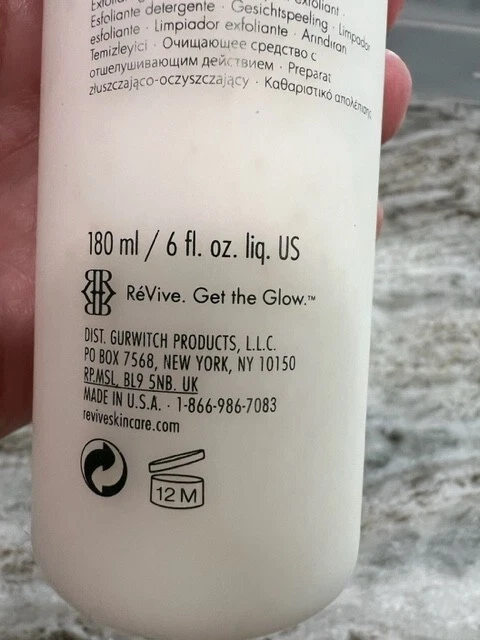 exfoliant ·
Esfoliante detergente · Gesichtspeeling · Limpiador
esfoliante · Limpiador exfoliante · Arındıran
Temizleyici · Очищающее средство с
отшелушивающим действием · Preparat
złuszczająco-oczyszczający · Καθαριστικό απολέπισης
180 ml / 6 fl. oz. liq. US
RéVive. Get the Glow.™
DIST. GURWITCH PRODUCTS, L.L.C.
PO BOX 7568, NEW YORK, NY 10150
RP.MSL, BL9 5NB. UK
MADE IN U.S.A. · 1-866-986-7083
reviveskincare.com
12 M